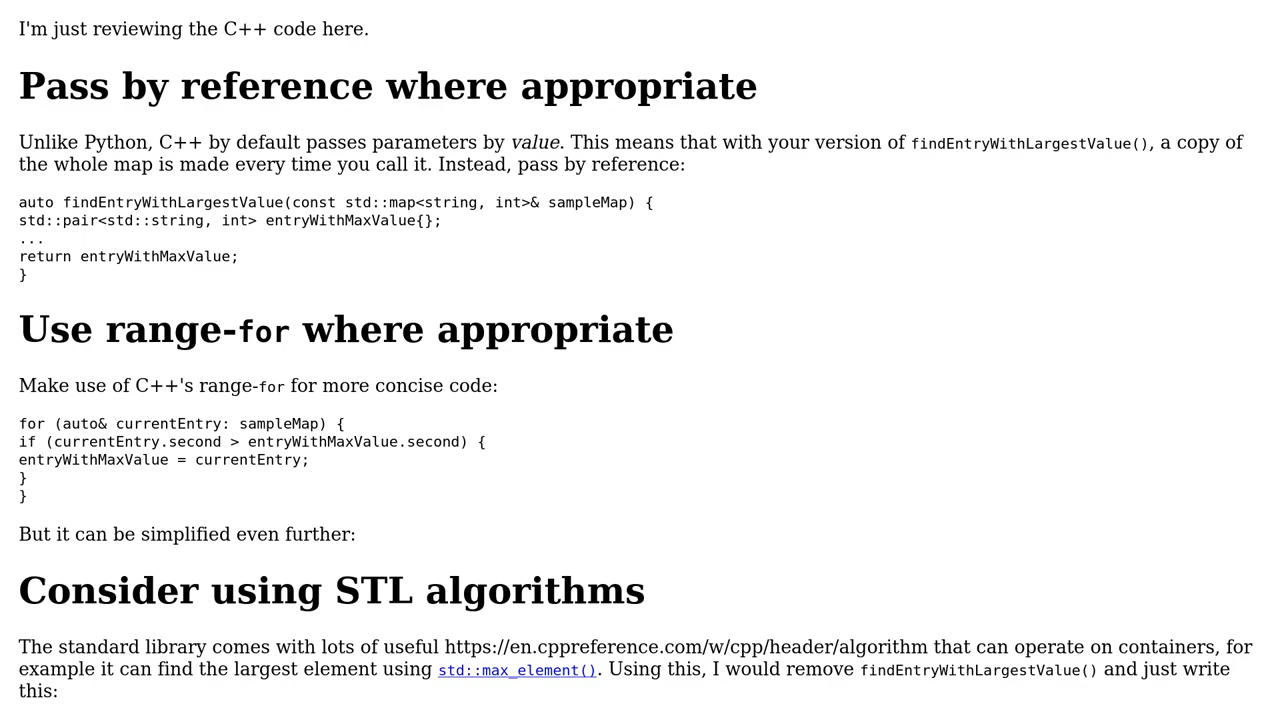 I'm just reviewing the C++ code here.
Pass by reference where appropriate
Unlike Python, C++ by default passes parameters by value. This means that with your version of findEntryWithLargestValue(), a copy of
the whole map is made every time you call it. Instead, pass by reference:
auto findEntryWithLargestValue(const std::map<string, int>& sampleMap) {
std::pair<std::string, int> entryWithMaxValue{};
...
return entryWithMaxValue;
}
Use range-for where appropriate
Make use of C++'s range-for for more concise code:
for (auto& currentEntry: sampleMap) {
if (currentEntry.second > entryWithMaxValue.second) {
entryWithMaxValue = currentEntry;
}
}
But it can be simplified even further:
Consider using STL algorithms
The standard library comes with lots of useful https://en.cppreference.com/w/cpp/header/algorithm that can operate on containers, for
example it can find the largest element using std::max_element(). Using this, I would remove findEntryWithLargestValue() and just write
this: